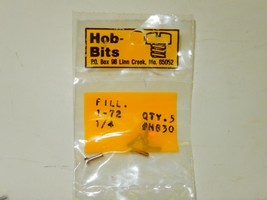 Hob-
Bits
P.O. Box 98 Linn Creek, Mo. 65052
FILL.
1-72 QTY.5
1/4 #H830